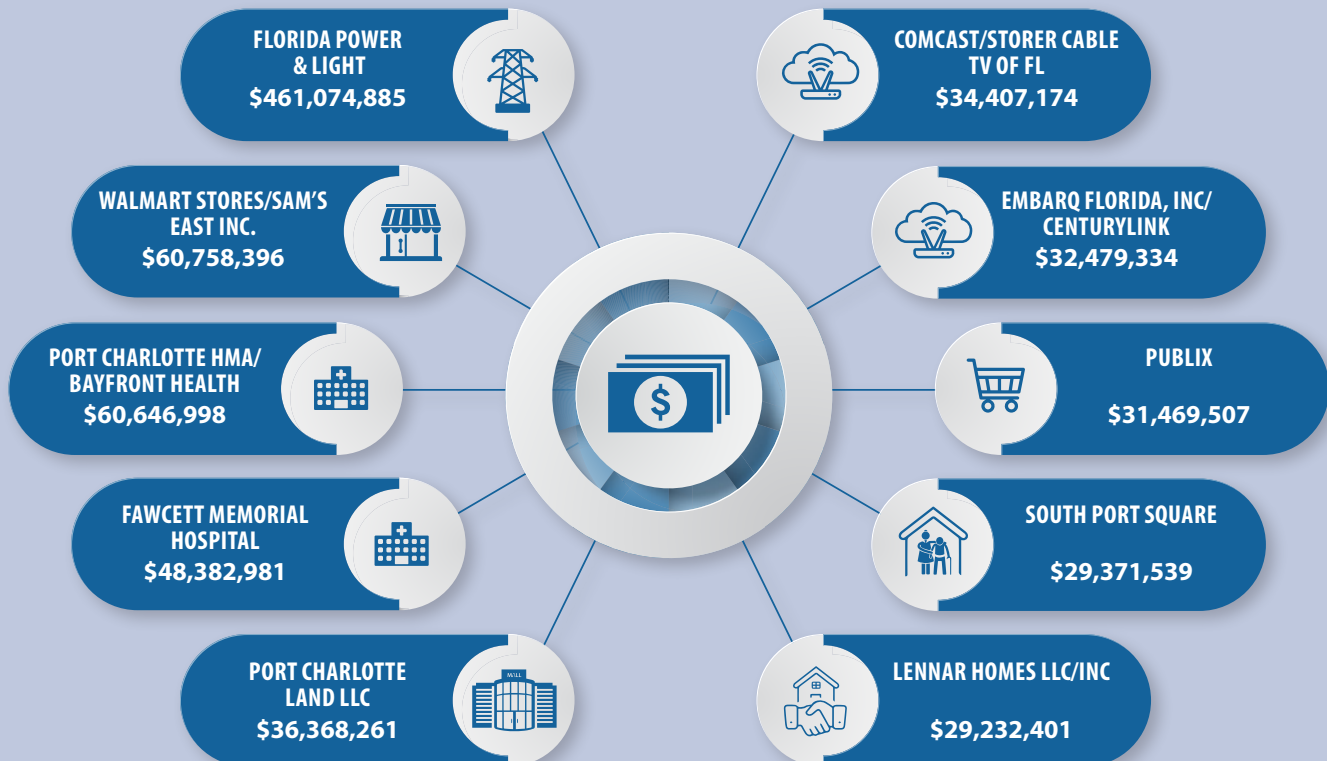 FLORIDA POWER
& LIGHT
$461,074,885
WALMART STORES/SAM'S
EAST INC.
$60,758,396
PORT CHARLOTTE HMA/
BAYFRONT HEALTH
$60,646,998
FAWCETT MEMORIAL
HOSPITAL
$48,382,981
PORT CHARLOTTE
LAND LLC
$36,368,261
MALL
$
COMCAST/STORER CABLE
TV OF FL
$34,407,174
EMBARQ FLORIDA, INC/
CENTURYLINK
$32,479,334
PUBLIX
$31,469,507
SOUTH PORT SQUARE
$29,371,539
LENNAR HOMES LLC/INC
$29,232,401